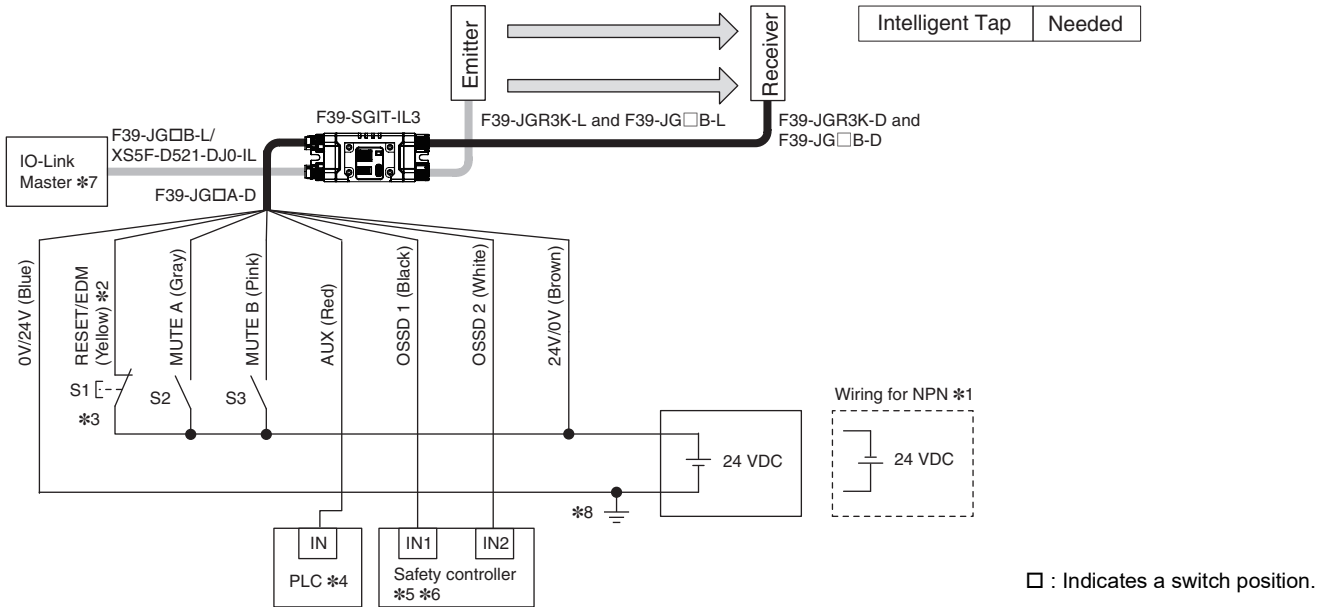 Emitter
Receiver
Intelligent Tap Needed
F39-SGIT-IL3
F39-JG□B-L/
XS5F-D521-DJ0-IL
F39-JGR3K-L and F39-JG□B-L
F39-JGR3K-D and
F39-JG□B-D
IO-Link
Master *7
F39-JG□A-D
0V/24V (Blue)
RESET/EDM
(Yellow) *2
MUTE A (Gray)
MUTE B (Pink)
AUX (Red)
OSSD 1 (Black)
OSSD 2 (White)
24V/0V (Brown)
S1
*3
S2
S3
Wiring for NPN *1
24 VDC
24 VDC
*8
IN
PLC *4
IN1
IN2
Safety controller
*5 *6
□ : Indicates a switch position.